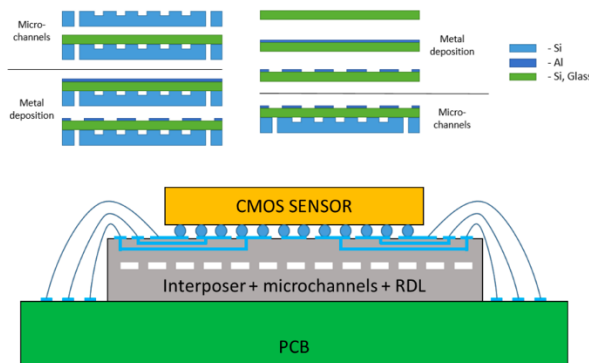 Micro-
channels
Metal
deposition
Metal
deposition
Micro-
channels
- Si
- Al
- Si, Glass
CMOS SENSOR
Interposer + microchannels + RDL
PCB